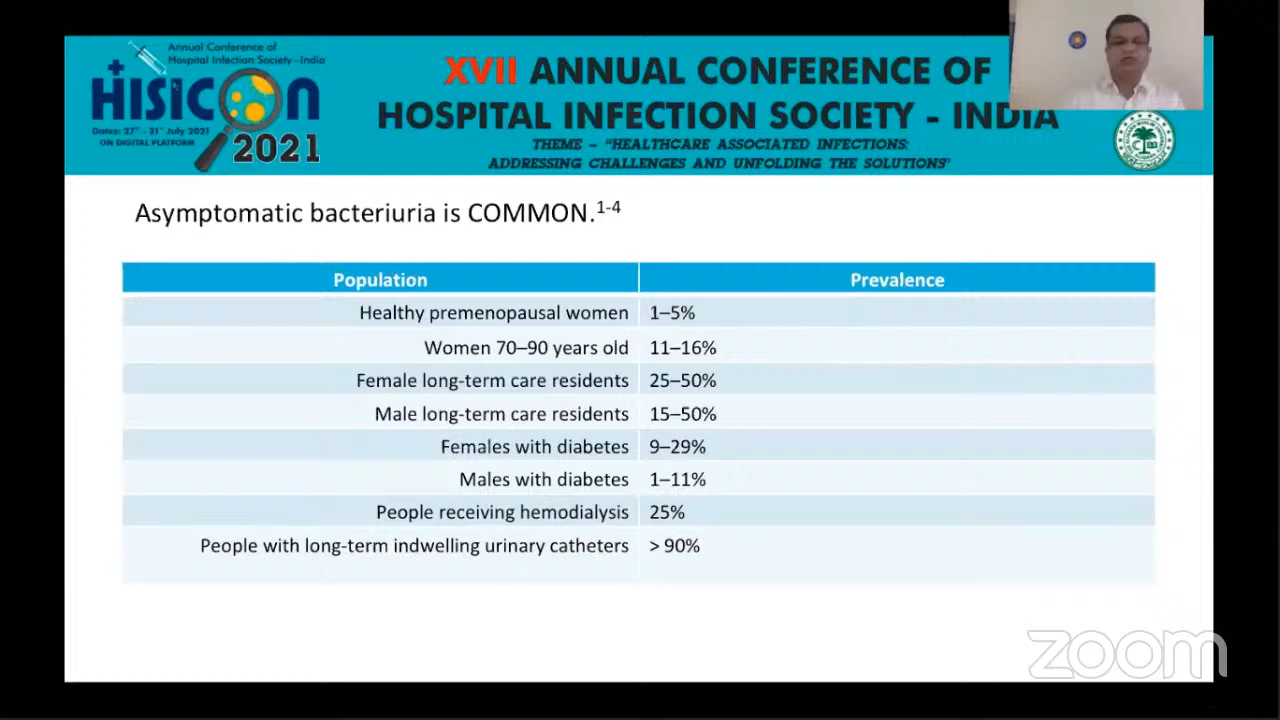 Annual Conference of
Hospital Infection Society-India
HISICON
Dates: 27th - 31st July 2021
ON DIGITAL PLATFORM
2021
XVII ANNUAL CONFERENCE OF
HOSPITAL INFECTION SOCIETY - INDIA
THEME - "HEALTHCARE ASSOCIATED INFECTIONS:
ADDRESSING CHALLENGES AND UNFOLDING THE SOLUTIONS"
Asymptomatic bacteriuria is COMMON.1-4
Population Prevalence
Healthy premenopausal women 1–5%
Women 70–90 years old 11–16%
Female long-term care residents 25–50%
Male long-term care residents 15–50%
Females with diabetes 9–29%
Males with diabetes 1–11%
People receiving hemodialysis 25%
People with long-term indwelling urinary catheters > 90%
zoom